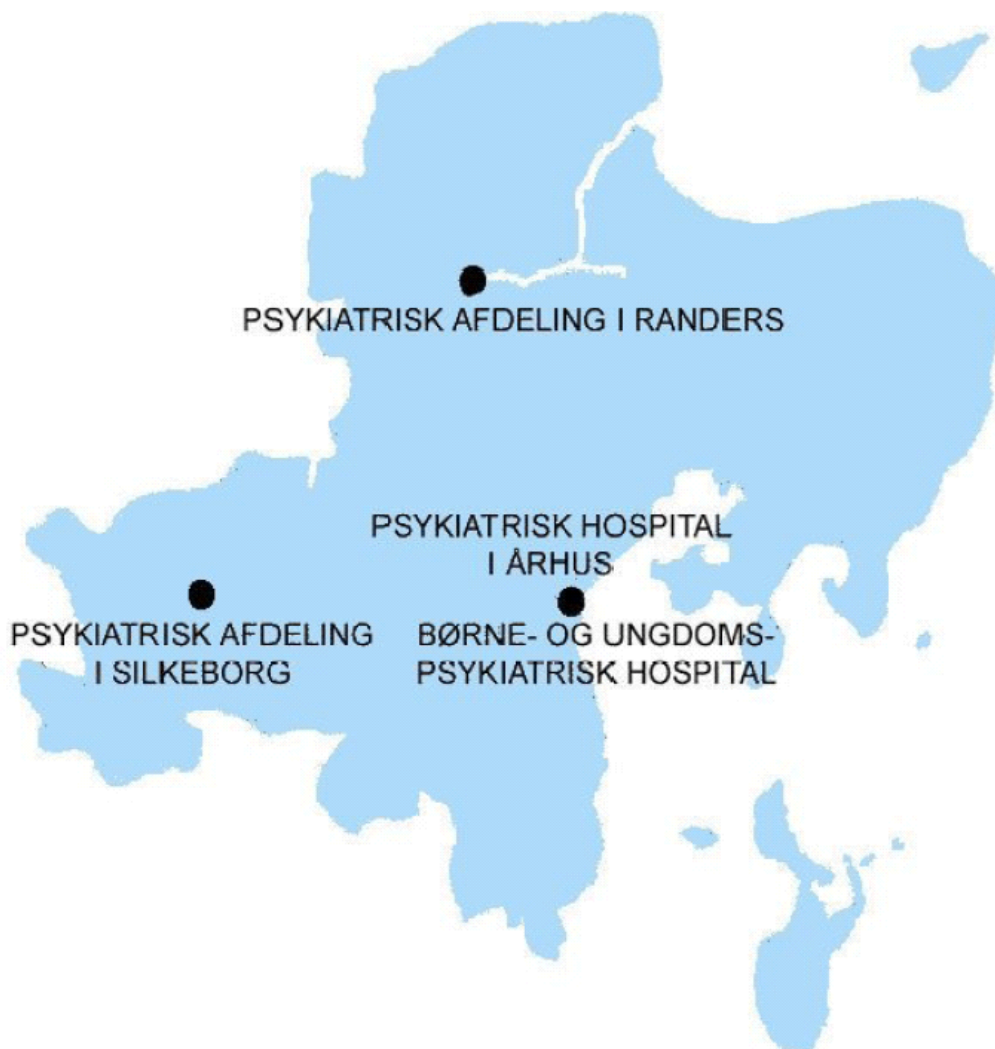 PSYKIATRISK AFDELING I RANDERS
PSYKIATRISK HOSPITAL
I ÅRHUS
PSYKIATRISK AFDELING
I SILKEBORG
BØRNE- OG UNGDOMS-
PSYKIATRISK HOSPITAL